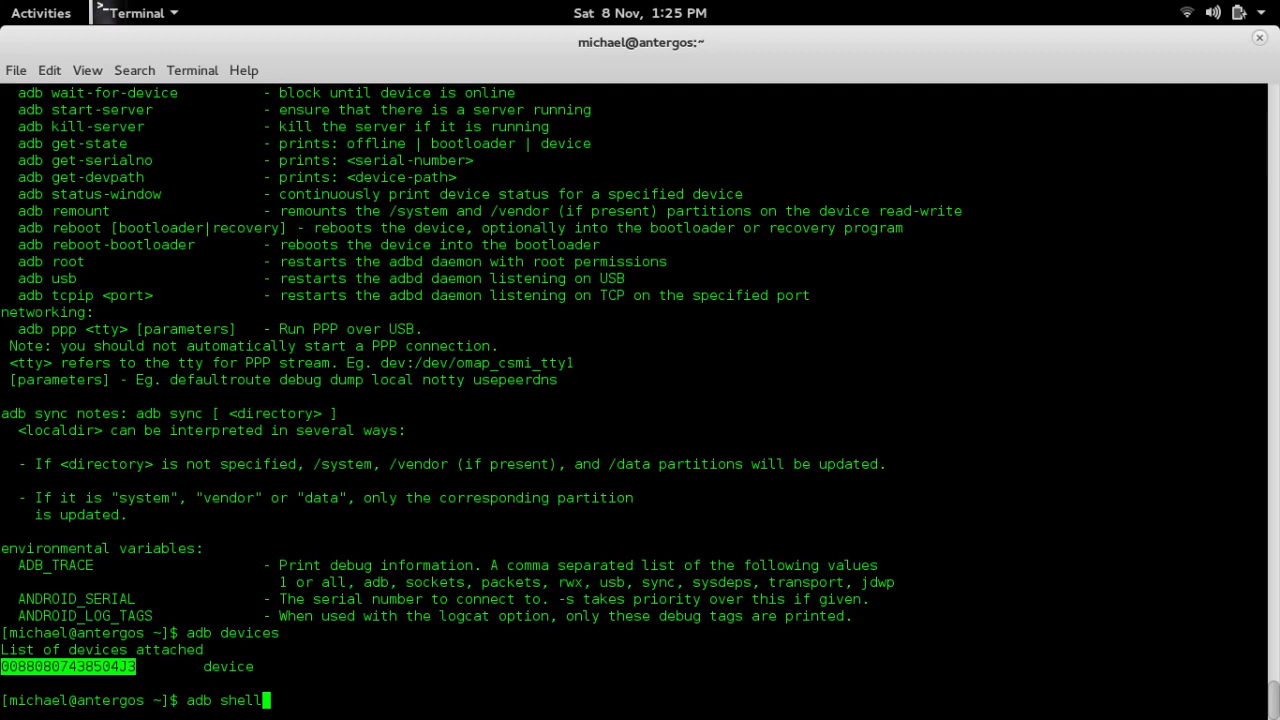 Activities
Terminal
Sat 8 Nov, 1:25 PM
michael@antergos:~
File Edit View Search Terminal Help
adb wait-for-device - block until device is online
adb start-server - ensure that there is a server running
adb kill-server - kill the server if it is running
adb get-state - prints: offline | bootloader | device
adb get-serialno - prints: <serial-number>
adb get-devpath - prints: <device-path>
adb status-window - continuously print device status for a specified device
adb remount - remounts the /system and /vendor (if present) partitions on the device read-write
adb reboot [bootloader|recovery] - reboots the device, optionally into the bootloader or recovery program
adb reboot-bootloader - reboots the device into the bootloader
adb root - restarts the adbd daemon with root permissions
adb usb - restarts the adbd daemon listening on USB
adb tcpip <port> - restarts the adbd daemon listening on TCP on the specified port
networking:
adb ppp <tty> [parameters] - Run PPP over USB.
Note: you should not automatically start a PPP connection.
<tty> refers to the tty for PPP stream. Eg. dev:/dev/omap_csmi_tty1
[parameters] - Eg. defaultroute debug dump local notty usepeerdns
adb sync notes: adb sync [ <directory> ]
<localdir> can be interpreted in several ways:
- If <directory> is not specified, /system, /vendor (if present), and /data partitions will be updated.
- If it is "system", "vendor" or "data", only the corresponding partition
is updated.
environmental variables:
ADB_TRACE - Print debug information. A comma separated list of the following values
1 or all, adb, sockets, packets, rwx, usb, sync, sysdeps, transport, jdwp
ANDROID_SERIAL - The serial number to connect to. -s takes priority over this if given.
ANDROID_LOG_TAGS - When used with the logcat option, only these debug tags are printed.
[michael@antergos ~]$ adb devices
List of devices attached
00880807438504J3 device
[michael@antergos ~]$ adb shell